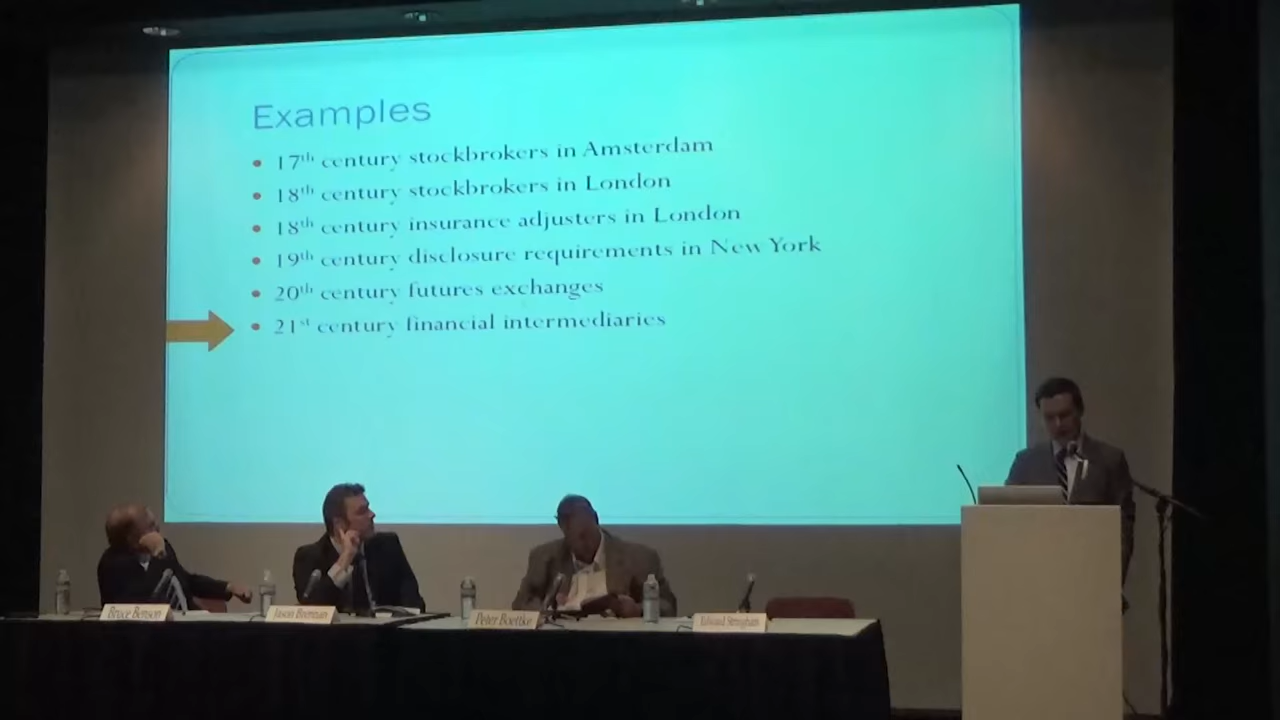 Examples
• 17th century stockbrokers in Amsterdam
• 18th century stockbrokers in London
• 18th century insurance adjusters in London
• 19th century disclosure requirements in New York
• 20th century futures exchanges
• 21st century financial intermediaries
Bruce Benson
Jason Brennan
Peter Boettke
Edward Stringham